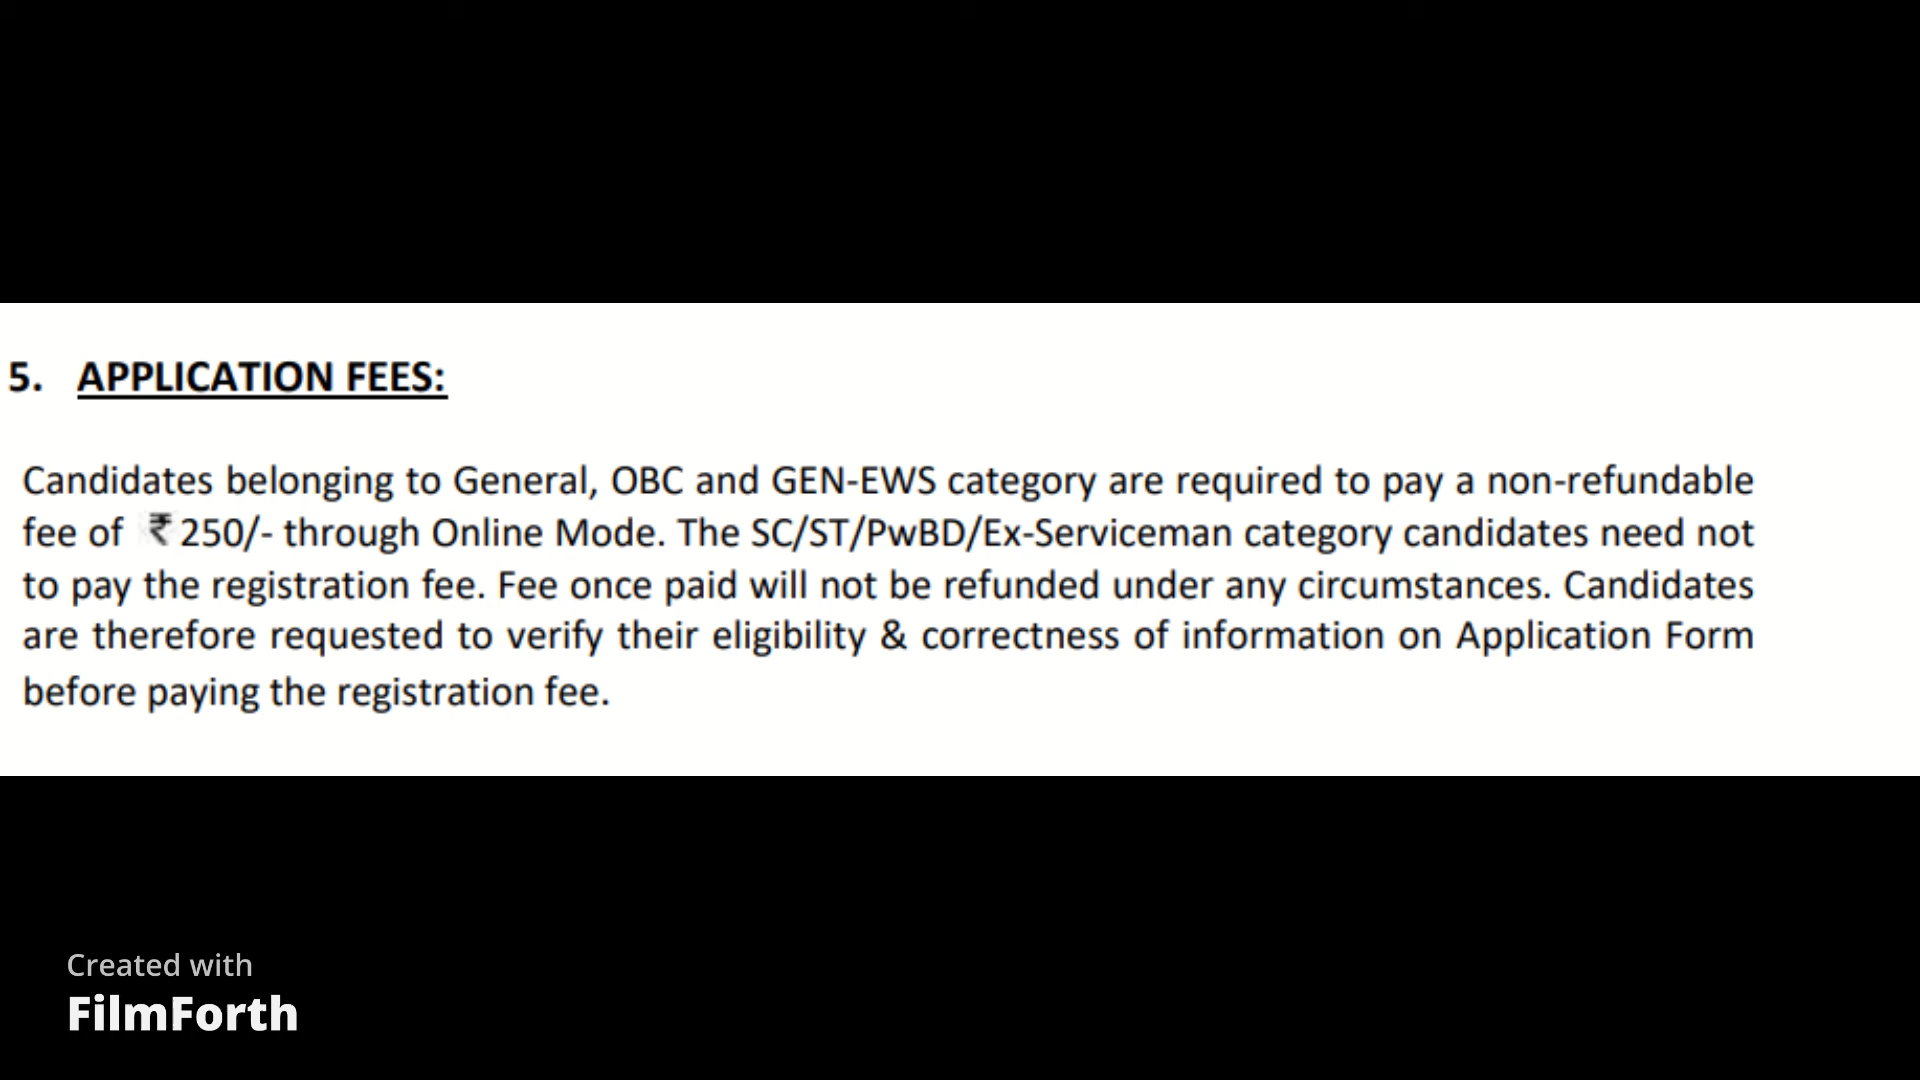 5. APPLICATION FEES:
Candidates belonging to General, OBC and GEN-EWS category are required to pay a non-refundable
fee of ₹250/- through Online Mode. The SC/ST/PwBD/Ex-Serviceman category candidates need not
to pay the registration fee. Fee once paid will not be refunded under any circumstances. Candidates
are therefore requested to verify their eligibility & correctness of information on Application Form
before paying the registration fee.
Created with
FilmForth